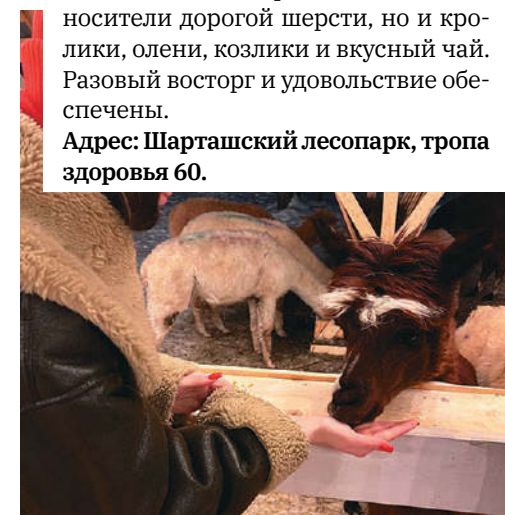 носители дорогой шерсти, но и кро-
лики, олени, козлики и вкусный чай.
Разовый восторг и удовольствие обе-
спечены.
Адрес: Шарташский лесопарк, тропа
здоровья 60.